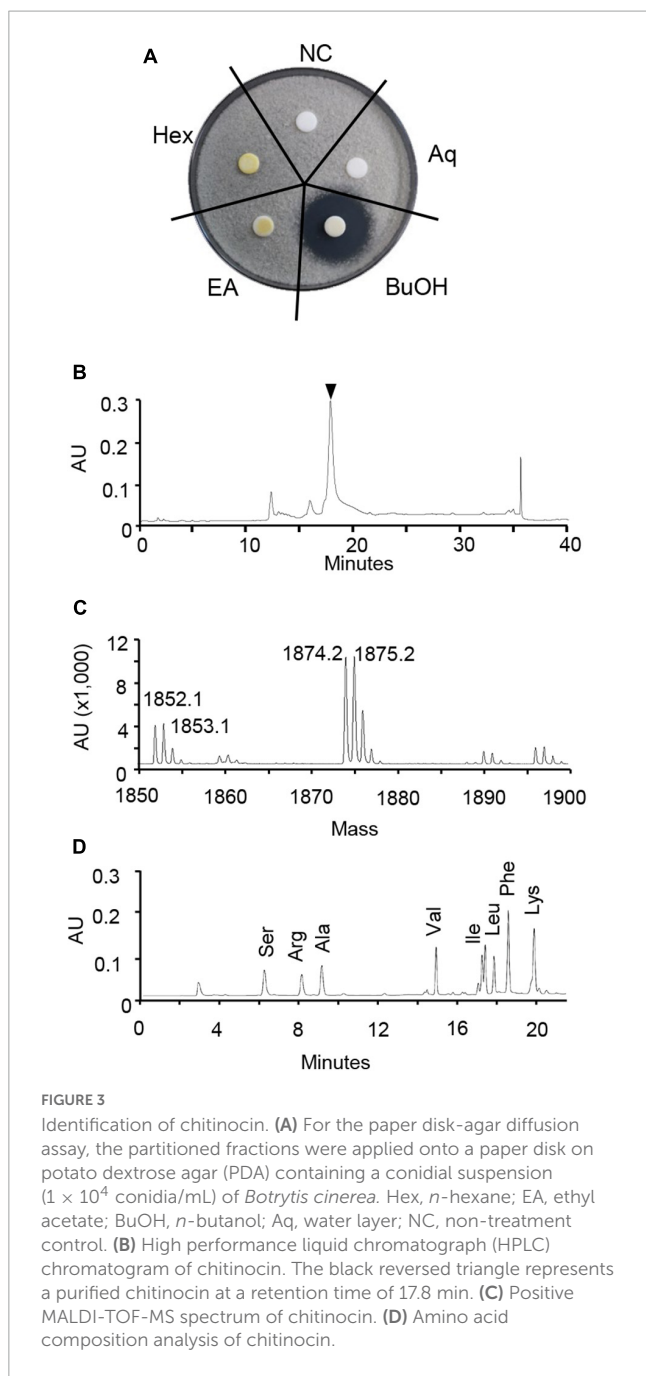 A
NC
Hex
Aq
EA
BuOH
B
0.3
0.2
0.1
0
AU
0 10 20 30 40
Minutes
C
12
8
4
0
AU (x1,000)
1874.2 1875.2
1852.1
1853.1
1850 1860 1870 1880 1890 1900
Mass
D
0.3
0.2
0.1
0
AU
Ser Arg Ala Val Ile Leu Phe Lys
0 4 8 12 16 20
Minutes
FIGURE 3
Identification of chitinocin. (A) For the paper disk-agar diffusion
assay, the partitioned fractions were applied onto a paper disk on
potato dextrose agar (PDA) containing a conidial suspension
(1 × 10⁴ conidia/mL) of Botrytis cinerea. Hex, n-hexane; EA, ethyl
acetate; BuOH, n-butanol; Aq, water layer; NC, non-treatment
control. (B) High performance liquid chromatograph (HPLC)
chromatogram of chitinocin. The black reversed triangle represents
a purified chitinocin at a retention time of 17.8 min. (C) Positive
MALDI-TOF-MS spectrum of chitinocin. (D) Amino acid
composition analysis of chitinocin.